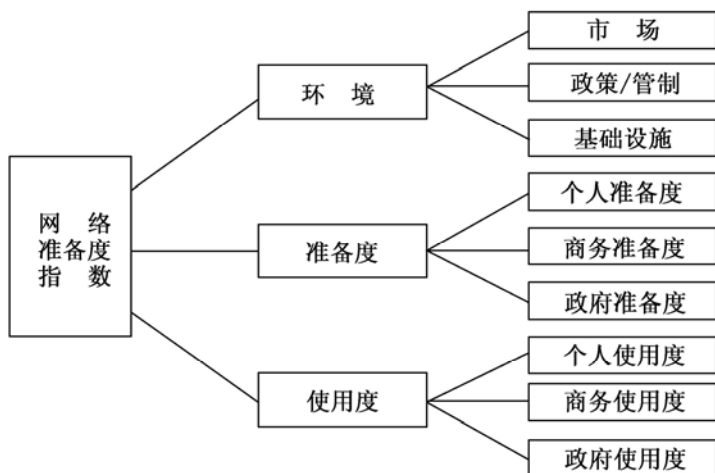 网络
准备度
指数
环境
准备度
使用度
市场
政策/管制
基础设施
个人准备度
商务准备度
政府准备度
个人使用度
商务使用度
政府使用度